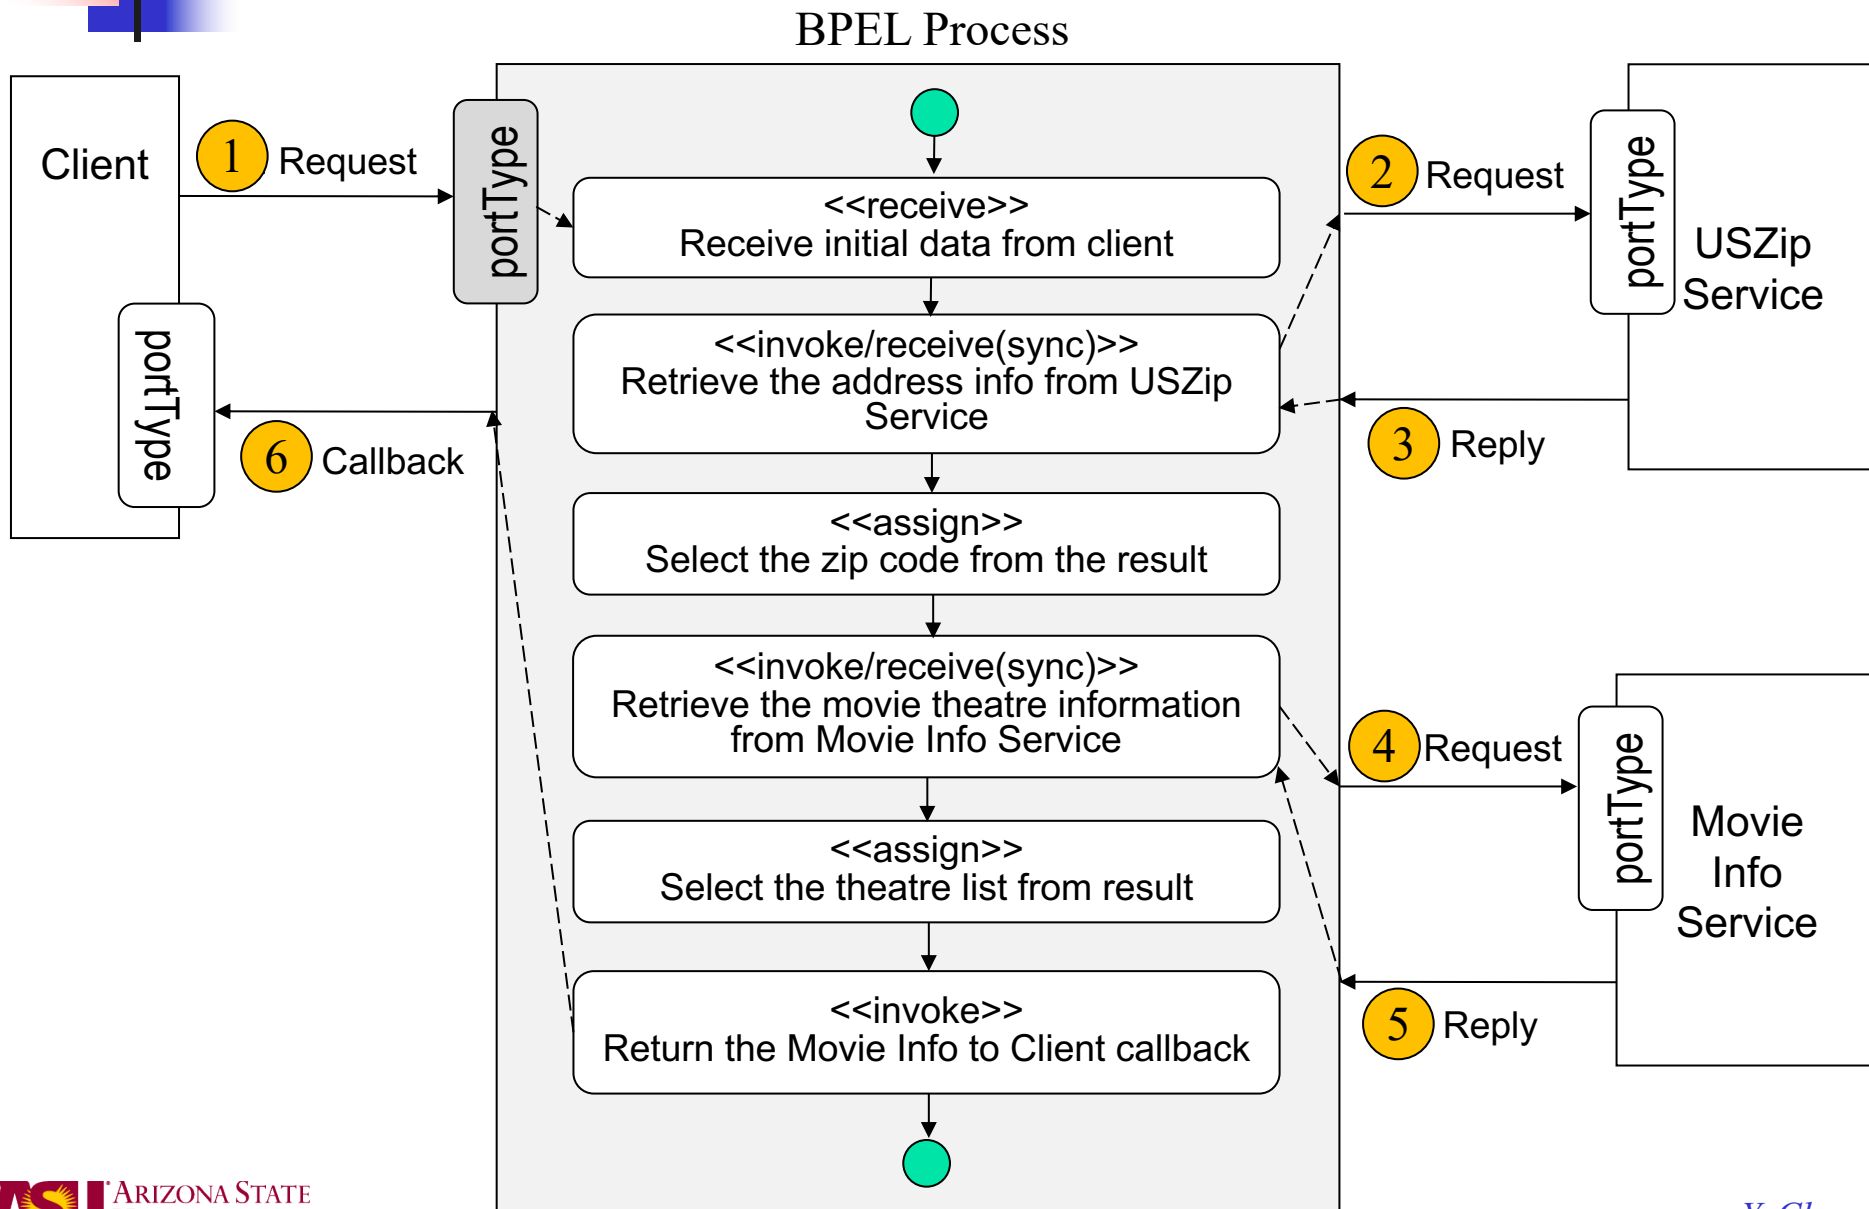 BPEL Process
Client
1
Request
portType
<<receive>>
Receive initial data from client
2
Request
portType
USZip
Service
<<invoke/receive(sync)>>
Retrieve the address info from USZip
Service
portType
6
Callback
3
Reply
<<assign>>
Select the zip code from the result
<<invoke/receive(sync)>>
Retrieve the movie theatre information
from Movie Info Service
4
Request
portType
Movie
Info
Service
<<assign>>
Select the theatre list from result
<<invoke>>
Return the Movie Info to Client callback
5
Reply
ASU ARIZONA STATE